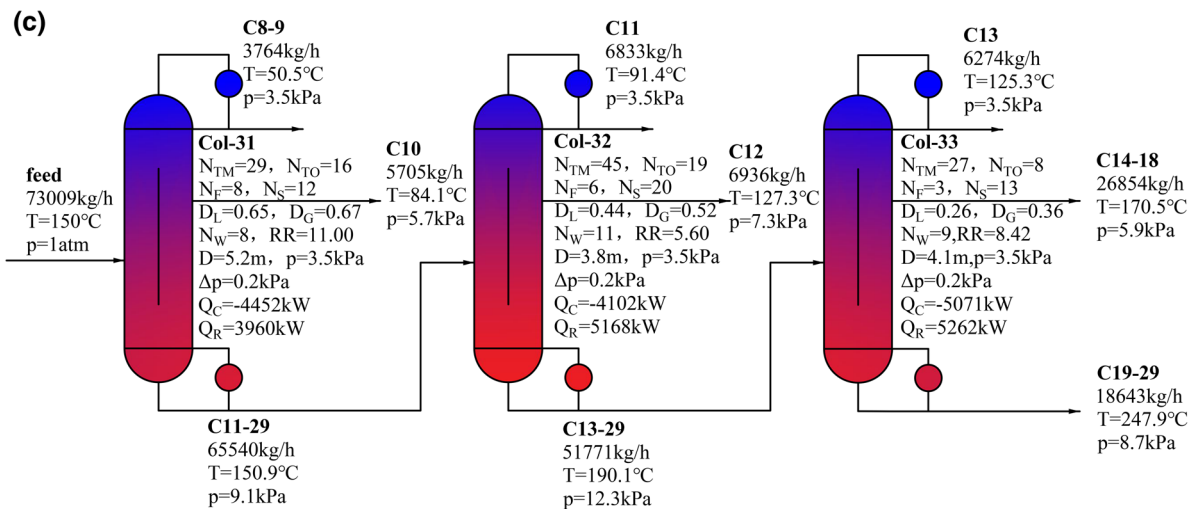 (c)
C8-9
3764kg/h
T=50.5℃
p=3.5kPa
C11
6833kg/h
T=91.4℃
p=3.5kPa
C13
6274kg/h
T=125.3℃
p=3.5kPa
feed
73009kg/h
T=150℃
p=1atm
Col-31
N_TM=29, N_TO=16
N_F=8, N_S=12
D_L=0.65, D_G=0.67
N_W=8, RR=11.00
D=5.2m, p=3.5kPa
Δp=0.2kPa
Q_C=-4452kW
Q_R=3960kW
C10
5705kg/h
T=84.1℃
p=5.7kPa
Col-32
N_TM=45, N_TO=19
N_F=6, N_S=20
D_L=0.44, D_G=0.52
N_W=11, RR=5.60
D=3.8m, p=3.5kPa
Δp=0.2kPa
Q_C=-4102kW
Q_R=5168kW
C12
6936kg/h
T=127.3℃
p=7.3kPa
Col-33
N_TM=27, N_TO=8
N_F=3, N_S=13
D_L=0.26, D_G=0.36
N_W=9,RR=8.42
D=4.1m,p=3.5kPa
Δp=0.2kPa
Q_C=-5071kW
Q_R=5262kW
C14-18
26854kg/h
T=170.5℃
p=5.9kPa
C11-29
65540kg/h
T=150.9℃
p=9.1kPa
C13-29
51771kg/h
T=190.1℃
p=12.3kPa
C19-29
18643kg/h
T=247.9℃
p=8.7kPa